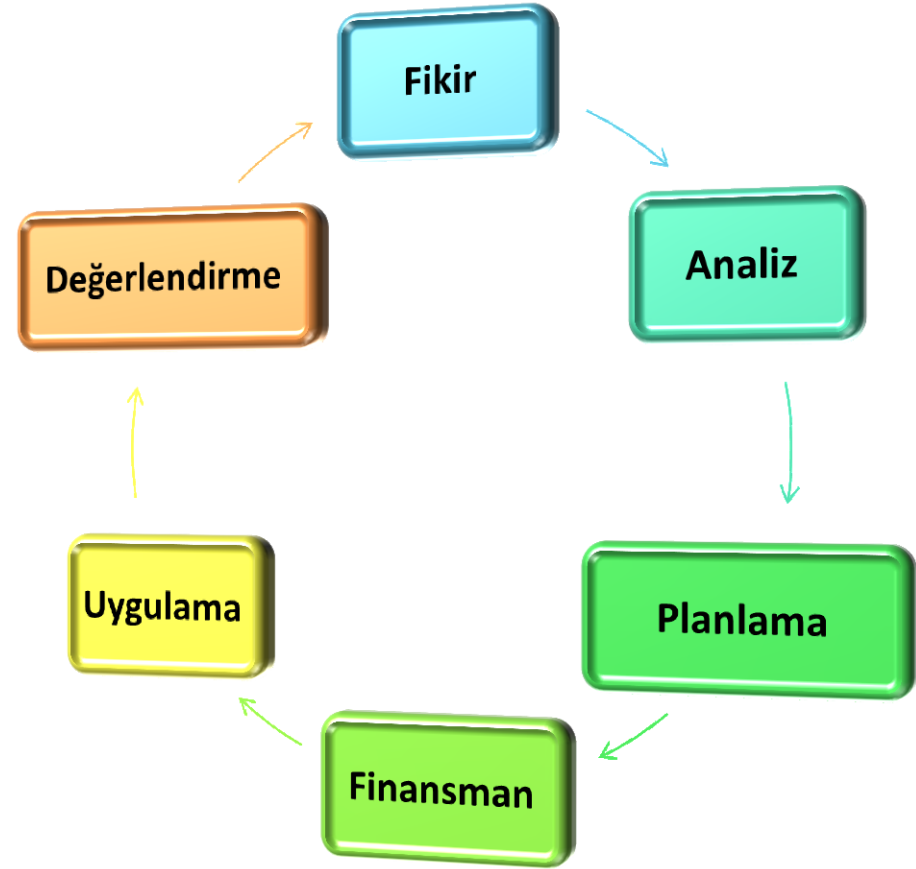 Fikir
Analiz
Planlama
Finansman
Uygulama
Değerlendirme